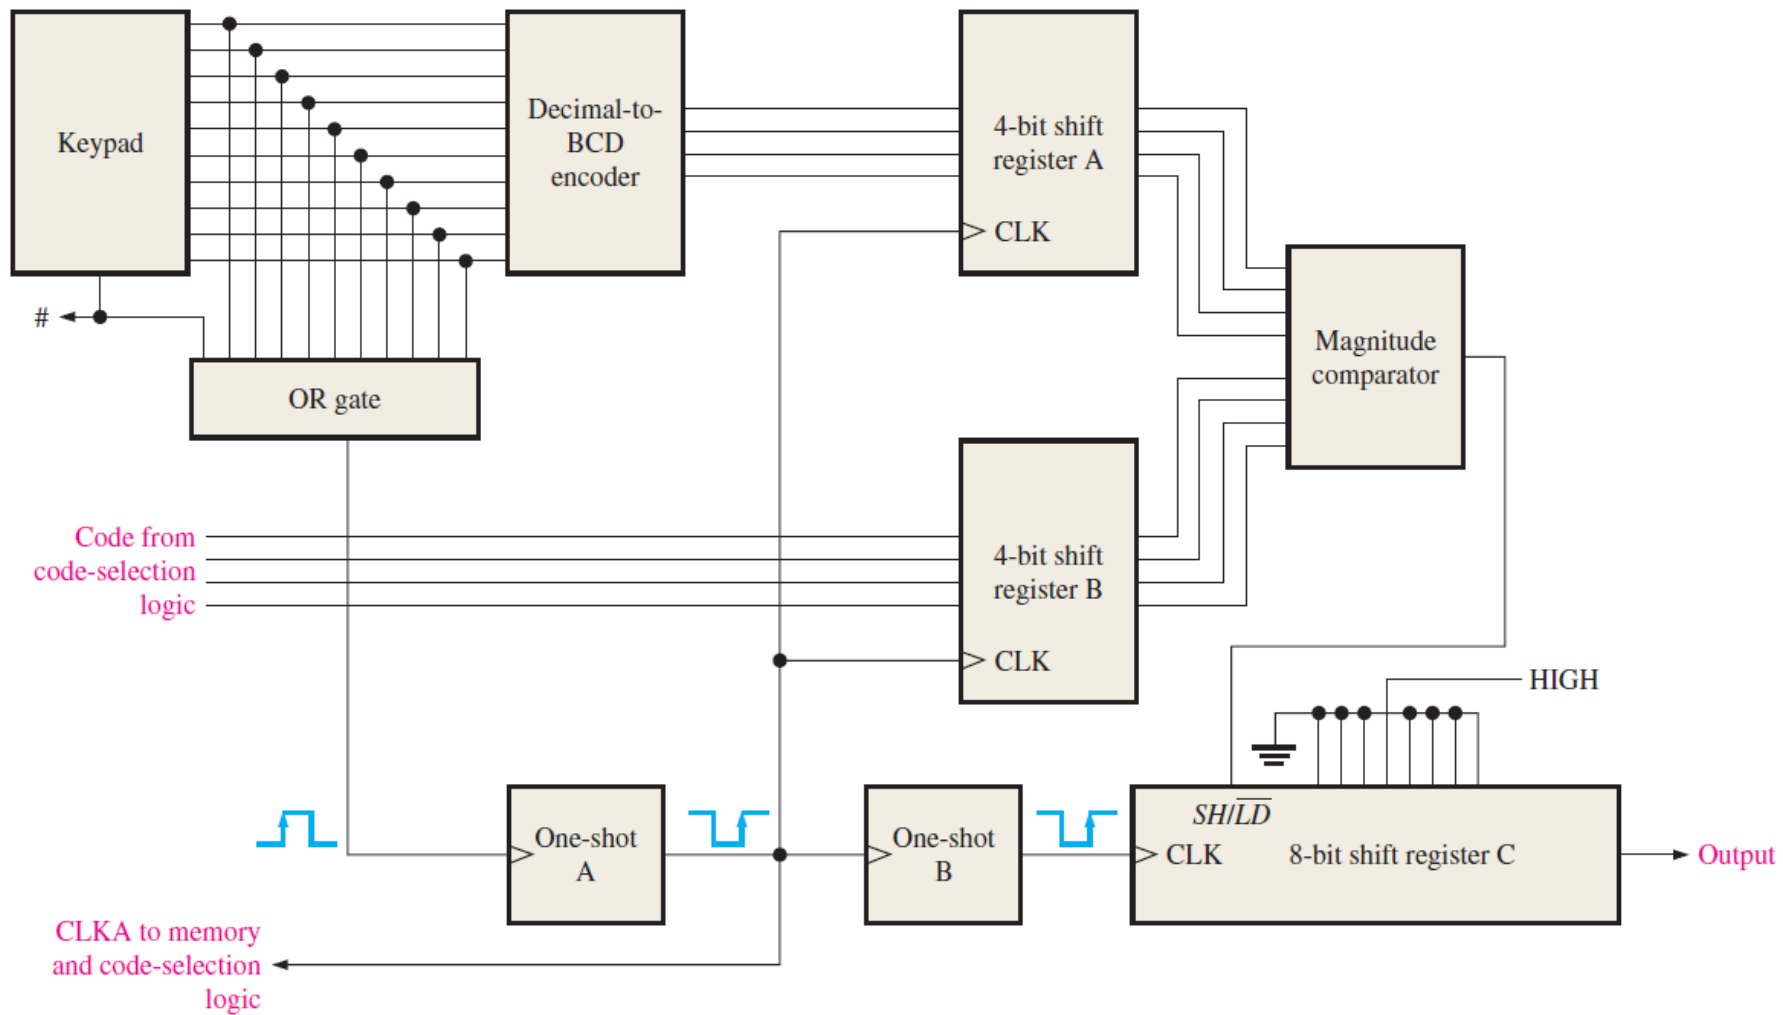 Keypad
Decimal-to-
BCD
encoder
4-bit shift
register A
CLK
#
OR gate
Magnitude
comparator
Code from
code-selection
logic
4-bit shift
register B
CLK
HIGH
One-shot
A
One-shot
B
SH/L̅D̅
CLK
8-bit shift register C
Output
CLKA to memory
and code-selection
logic